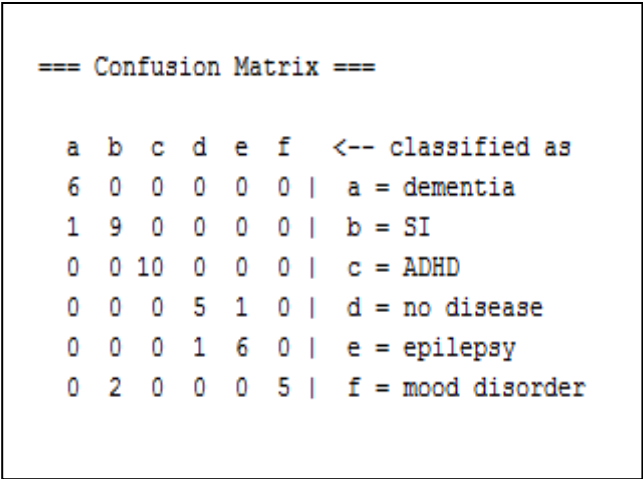 === Confusion Matrix ===
a b c d e f <-- classified as
6 0 0 0 0 0 | a = dementia
1 9 0 0 0 0 | b = SI
0 0 10 0 0 0 | c = ADHD
0 0 0 5 1 0 | d = no disease
0 0 0 1 6 0 | e = epilepsy
0 2 0 0 0 5 | f = mood disorder